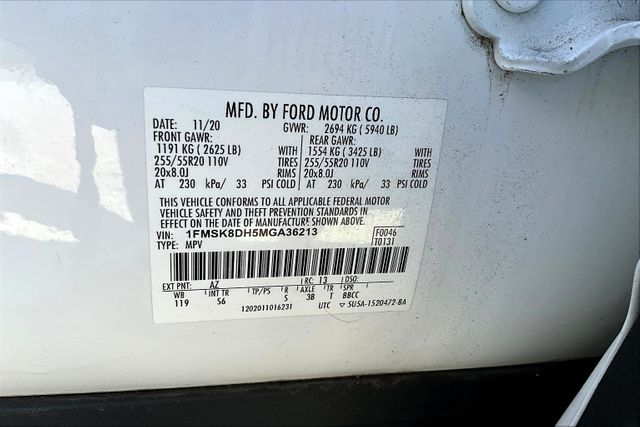 MFD. BY FORD MOTOR CO.
DATE: 11/20 GVWR: 2694 KG ( 5940 LB)
FRONT GAWR: REAR GAWR:
1191 KG ( 2625 LB) WITH 1554 KG ( 3425 LB) WITH
255/55R20 110V TIRES 255/55R20 110V TIRES
20x8.0J RIMS 20x8.0J RIMS
AT 230 kPa/ 33 PSI COLD AT 230 kPa/ 33 PSI COLD
THIS VEHICLE CONFORMS TO ALL APPLICABLE FEDERAL MOTOR
VEHICLE SAFETY AND THEFT PREVENTION STANDARDS IN
EFFECT ON THE DATE OF MANUFACTURE SHOWN ABOVE.
VIN: 1FMSK8DH5MGA36213 F0046
TYPE: MPV T0131
EXT PNT: AZ RC: 13 DSO:
WB INT TR TP/PS R AXLE TR SPR
119 S6 S 3B T BBCC
1202011016231 UTC 5U5A-1520472-BA